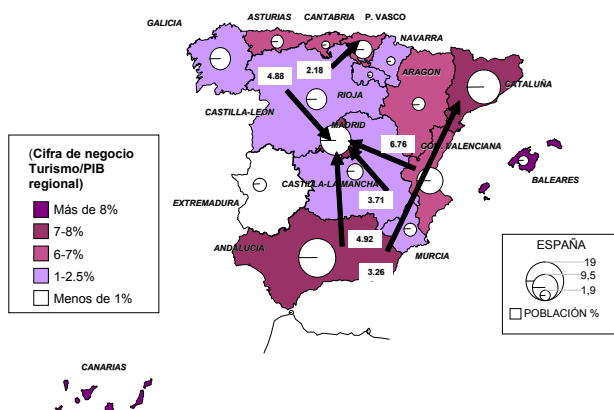 GALICIA
ASTURIAS
CANTABRIA
P. VASCO
NAVARRA
4.88
2.18
ARAGON
CATALUÑA
RIOJA
CASTILLA-LEÓN
MADRID
6.76
COM. VALENCIANA
BALEARES
CASTILLA-LA MANCHA
EXTREMADURA
3.71
ANDALUCIA
4.92
MURCIA
3.26
CANARIAS
(Cifra de negocio
Turismo/PIB
regional)
Más de 8%
7-8%
6-7%
1-2.5%
Menos de 1%
ESPAÑA
19
9,5
1,9
POBLACIÓN %